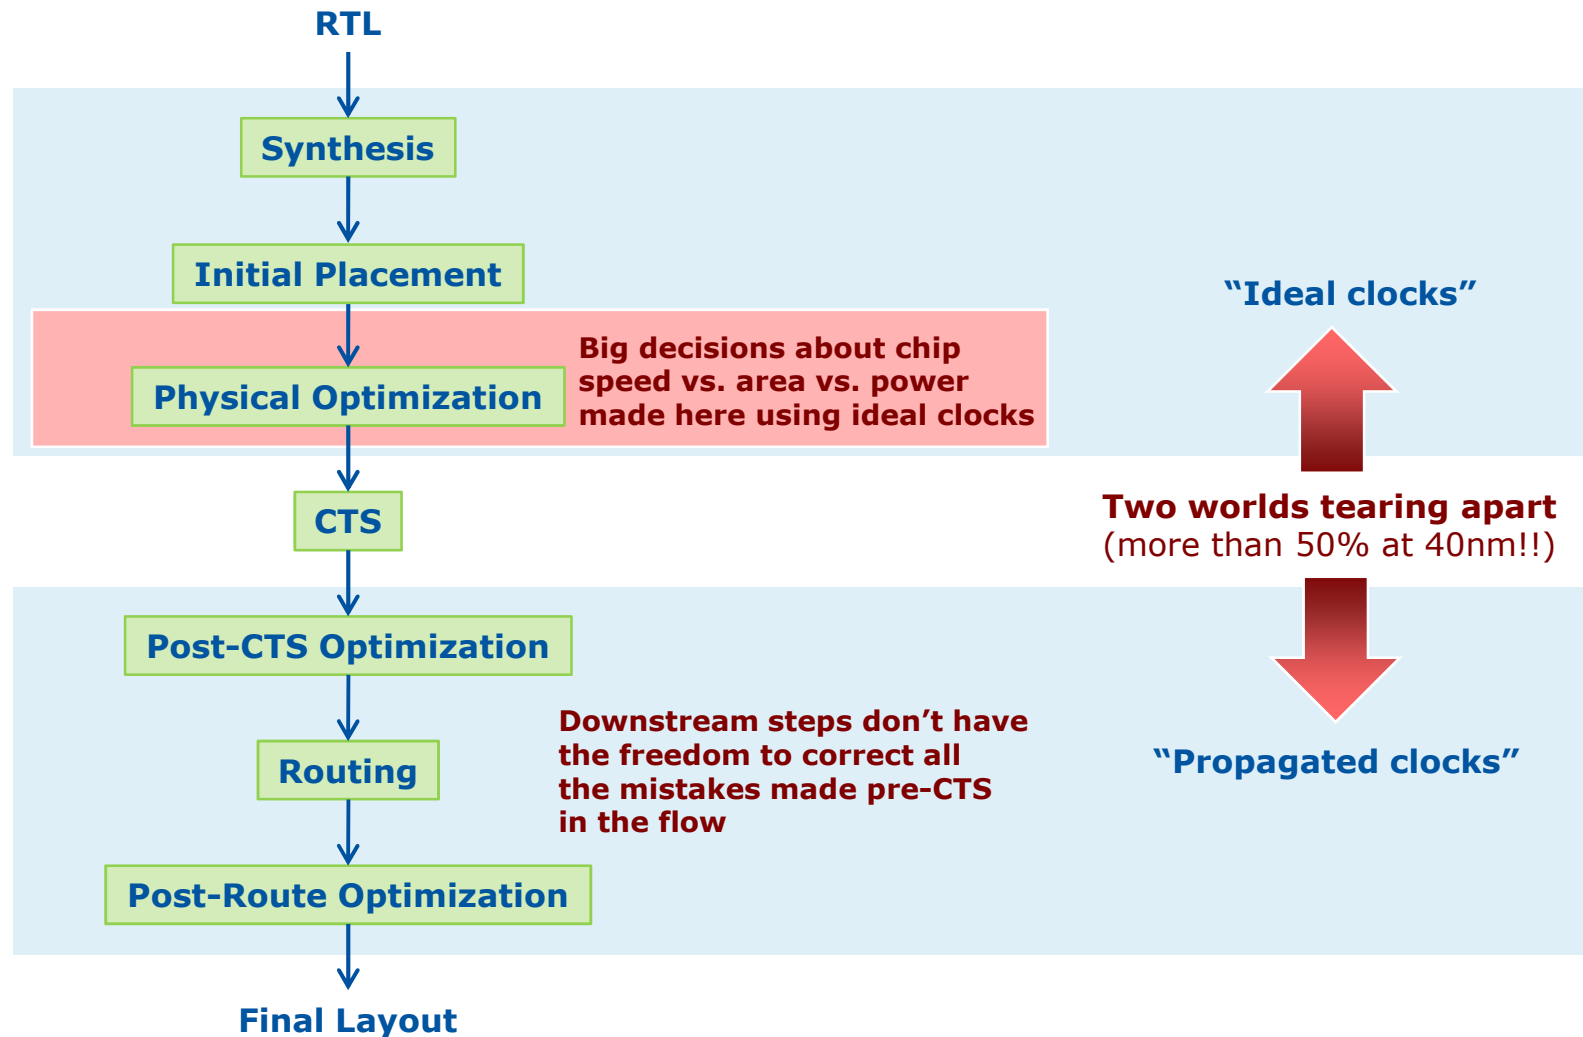 RTL
Synthesis
Initial Placement
“Ideal clocks”
Big decisions about chip
speed vs. area vs. power
made here using ideal clocks
Physical Optimization
CTS
Two worlds tearing apart
(more than 50% at 40nm!!)
Post-CTS Optimization
Downstream steps don’t have
the freedom to correct all
the mistakes made pre-CTS
in the flow
“Propagated clocks”
Routing
Post-Route Optimization
Final Layout